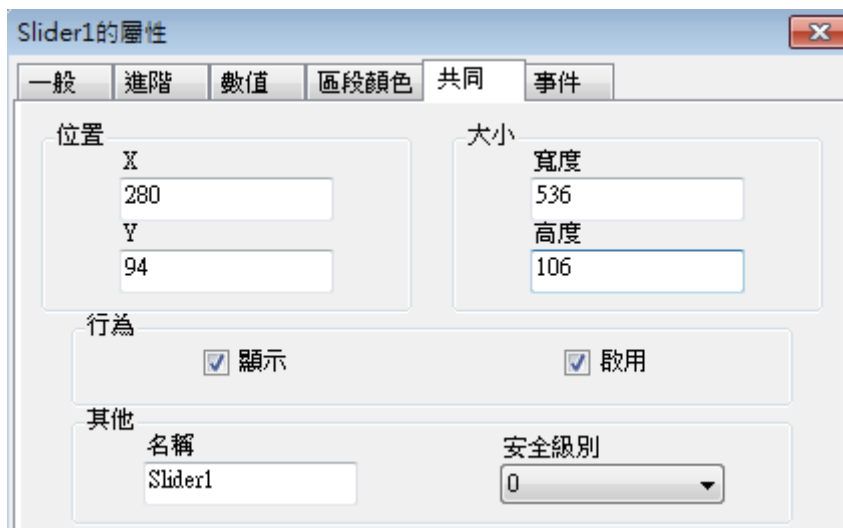 Slider1的屬性
一般 進階 數值 區段顏色 共同 事件
位置 大小
X 寬度
280 536
Y 高度
94 106
行為
顯示 啟用
其他
名稱 安全級別
Slider1 0